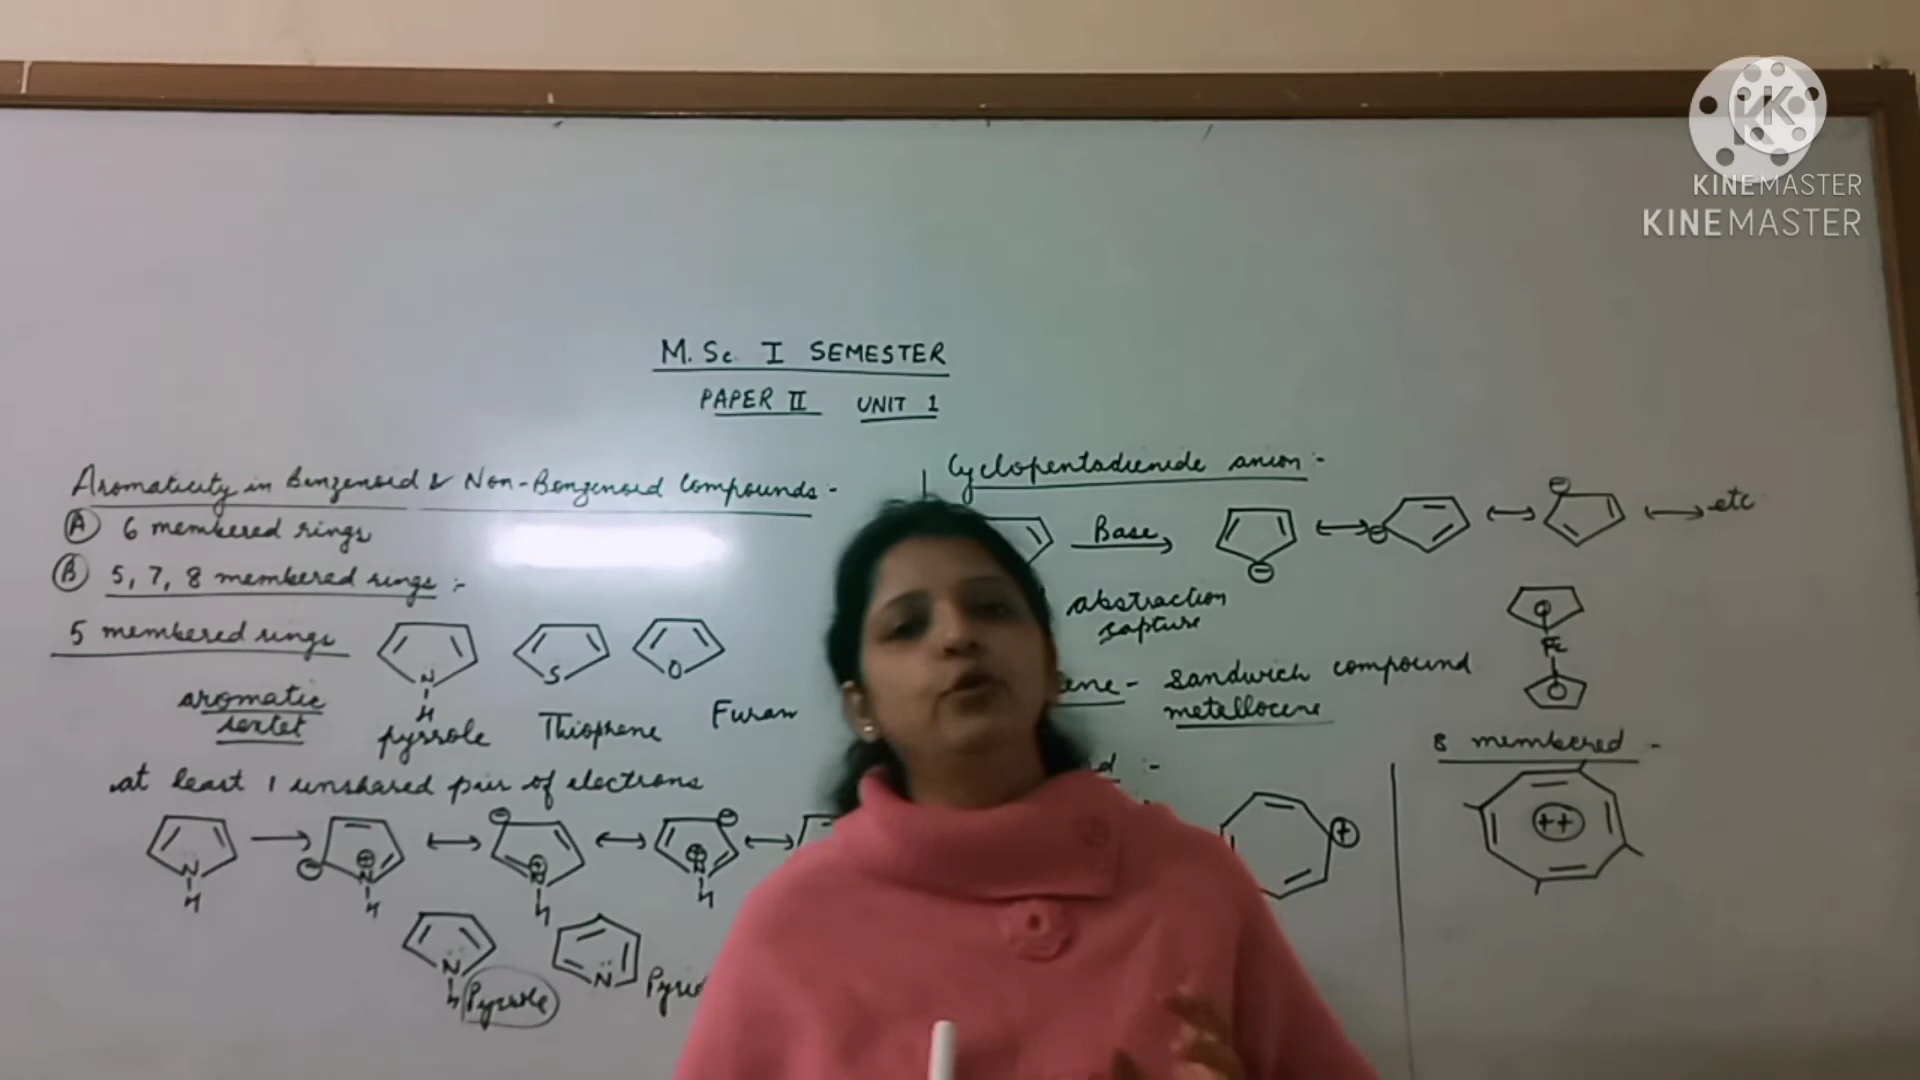 KINEMASTER
KINEMASTER
M.Sc. I SEMESTER
PAPER II UNIT 1
Aromaticity in Benzenoid & Non-Benzenoid Compounds :-
(A) 6 membered rings
(B) 5, 7, 8 membered rings :-
5 membered rings
N
H
S
O
aromatic
sextet
pyrrole
Thiophene
Furan
at least 1 unshared pair of electrons
N
H
N
H
N
H
N
H
N
H
Pyrrole
N
Cyclopentadienide anion :-
Base
etc
abstraction
rapture
Fe
- Sandwich compound
metallocene
8 membered :-
+
++